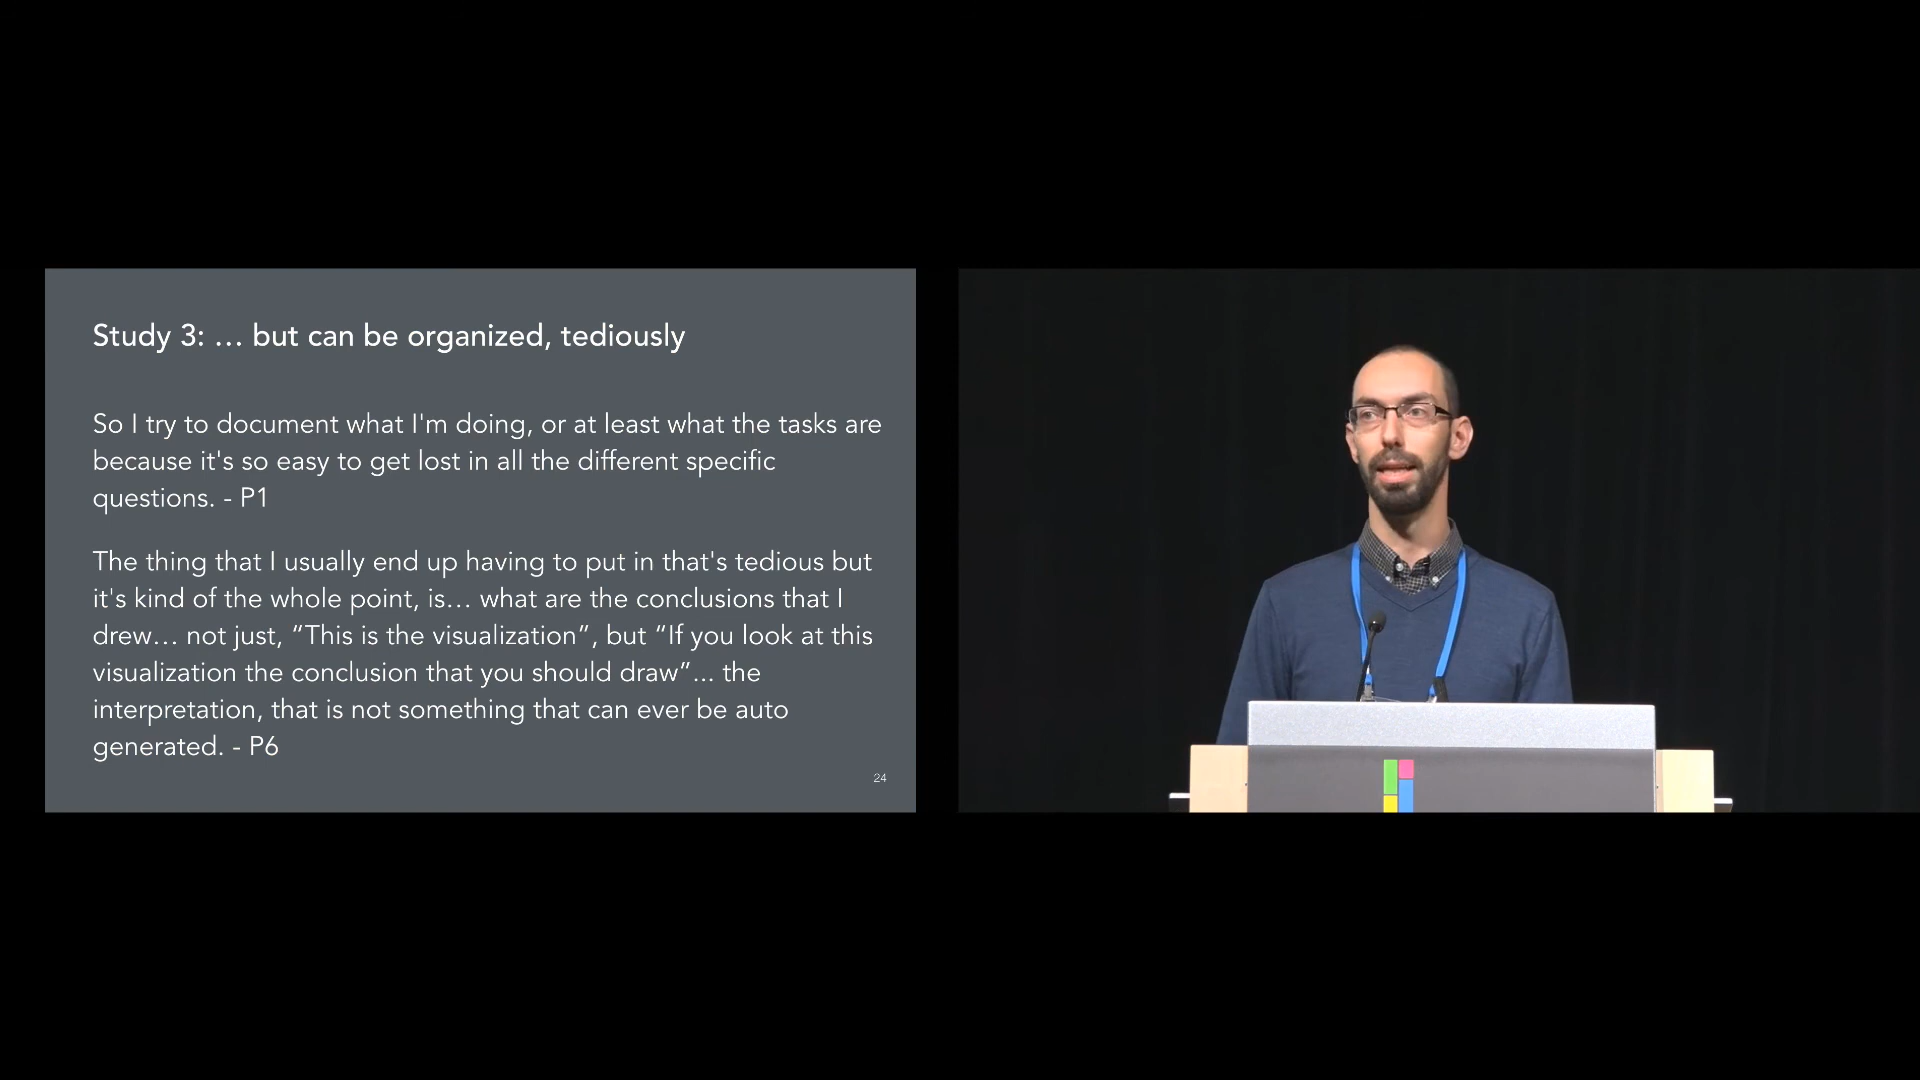 Study 3: … but can be organized, tediously
So I try to document what I'm doing, or at least what the tasks are
because it's so easy to get lost in all the different specific
questions. - P1
The thing that I usually end up having to put in that's tedious but
it's kind of the whole point, is… what are the conclusions that I
drew… not just, “This is the visualization”, but “If you look at this
visualization the conclusion that you should draw”... the
interpretation, that is not something that can ever be auto
generated. - P6
24